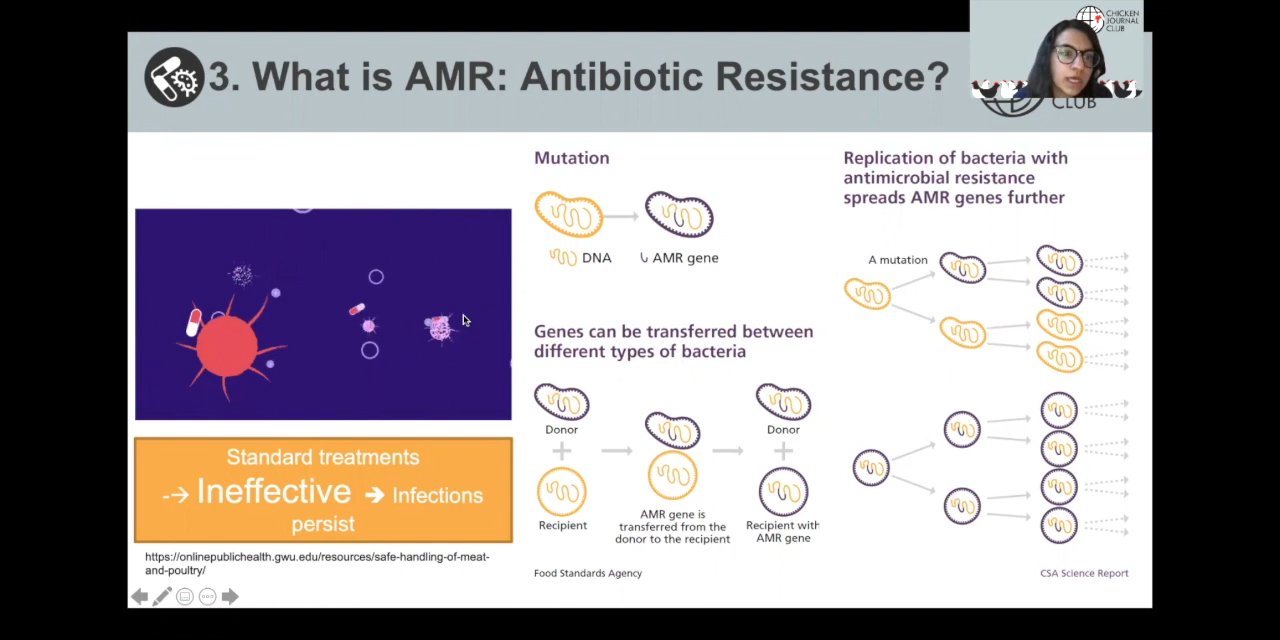 CHICKEN
JOURNAL
CLUB
CLUB
3. What is AMR: Antibiotic Resistance?
Standard treatments
-→ Ineffective ➔ Infections
persist
https://onlinepublichealth.gwu.edu/resources/safe-handling-of-meat-
and-poultry/
Mutation
DNA
AMR gene
Genes can be transferred between
different types of bacteria
Donor
Recipient
AMR gene is
transferred from the
donor to the recipient
Donor
Recipient with
AMR gene
Food Standards Agency
Replication of bacteria with
antimicrobial resistance
spreads AMR genes further
A mutation
CSA Science Report